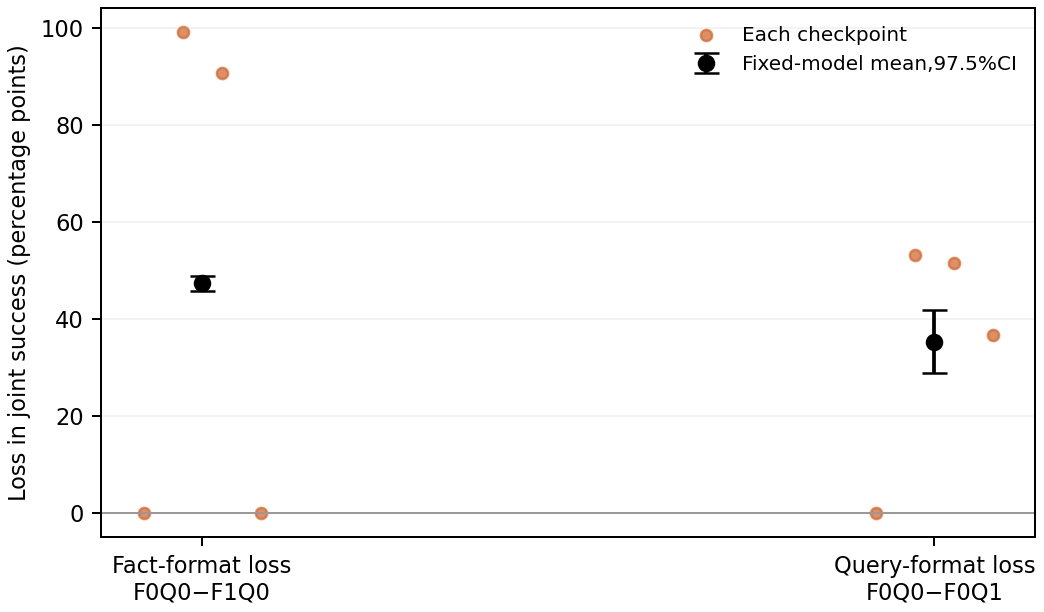 Loss in joint success (percentage points)
100
80
60
40
20
0
Each checkpoint
Fixed-model mean,97.5%CI
Fact-format loss
F0Q0−F1Q0
Query-format loss
F0Q0−F0Q1